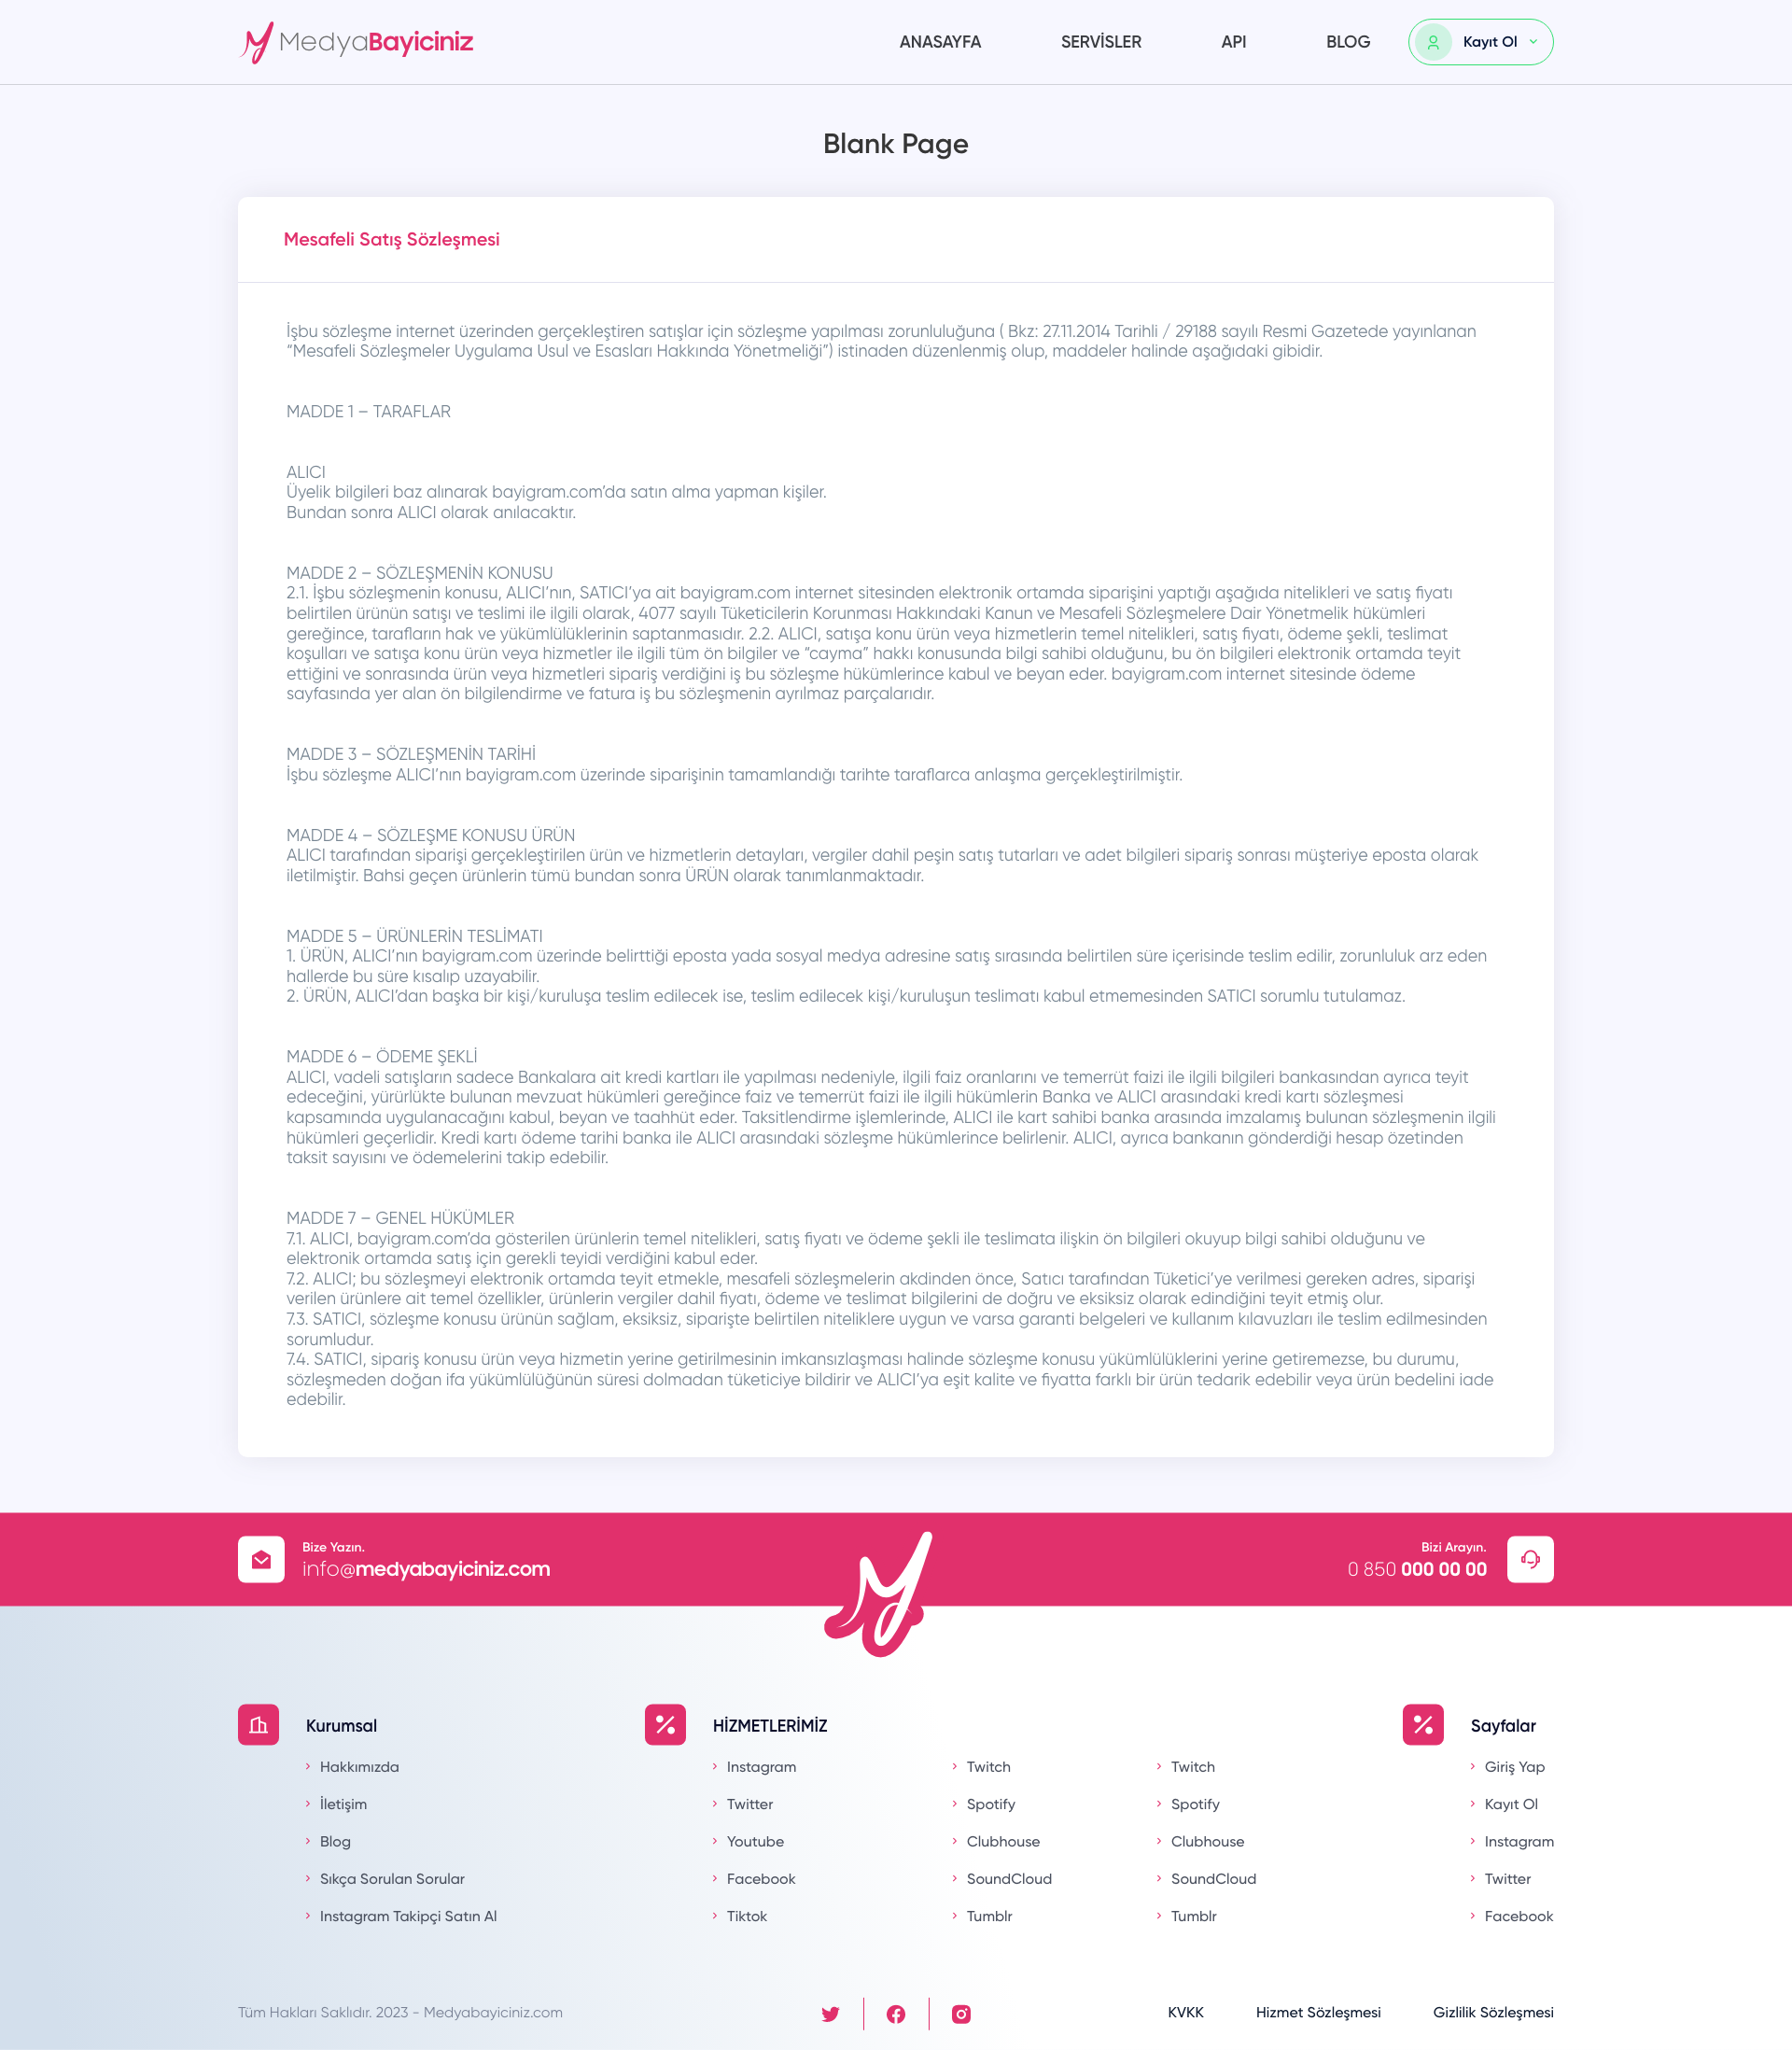 MedyaBayiciniz
ANASAYFA SERVİSLER API BLOG Kayıt Ol
Blank Page
Mesafeli Satış Sözleşmesi
İşbu sözleşme internet üzerinden gerçekleştiren satışlar için sözleşme yapılması zorunluluğuna ( Bkz: 27.11.2014 Tarihli / 29188 sayılı Resmi Gazetede yayınlanan
“Mesafeli Sözleşmeler Uygulama Usul ve Esasları Hakkında Yönetmeliği”) istinaden düzenlenmiş olup, maddeler halinde aşağıdaki gibidir.
MADDE 1 – TARAFLAR
ALICI
Üyelik bilgileri baz alınarak bayigram.com’da satın alma yapman kişiler.
Bundan sonra ALICI olarak anılacaktır.
MADDE 2 – SÖZLEŞMENİN KONUSU
2.1. İşbu sözleşmenin konusu, ALICI’nın, SATICI’ya ait bayigram.com internet sitesinden elektronik ortamda siparişini yaptığı aşağıda nitelikleri ve satış fiyatı
belirtilen ürünün satışı ve teslimi ile ilgili olarak, 4077 sayılı Tüketicilerin Korunması Hakkındaki Kanun ve Mesafeli Sözleşmelere Dair Yönetmelik hükümleri
gereğince, tarafların hak ve yükümlülüklerinin saptanmasıdır. 2.2. ALICI, satışa konu ürün veya hizmetlerin temel nitelikleri, satış fiyatı, ödeme şekli, teslimat
koşulları ve satışa konu ürün veya hizmetler ile ilgili tüm ön bilgiler ve “cayma” hakkı konusunda bilgi sahibi olduğunu, bu ön bilgileri elektronik ortamda teyit
ettiğini ve sonrasında ürün veya hizmetleri sipariş verdiğini iş bu sözleşme hükümlerince kabul ve beyan eder. bayigram.com internet sitesinde ödeme
sayfasında yer alan ön bilgilendirme ve fatura iş bu sözleşmenin ayrılmaz parçalarıdır.
MADDE 3 – SÖZLEŞMENİN TARİHİ
İşbu sözleşme ALICI’nın bayigram.com üzerinde siparişinin tamamlandığı tarihte taraflarca anlaşma gerçekleştirilmiştir.
MADDE 4 – SÖZLEŞME KONUSU ÜRÜN
ALICI tarafından siparişi gerçekleştirilen ürün ve hizmetlerin detayları, vergiler dahil peşin satış tutarları ve adet bilgileri sipariş sonrası müşteriye eposta olarak
iletilmiştir. Bahsi geçen ürünlerin tümü bundan sonra ÜRÜN olarak tanımlanmaktadır.
MADDE 5 – ÜRÜNLERİN TESLİMATI
1. ÜRÜN, ALICI’nın bayigram.com üzerinde belirttiği eposta yada sosyal medya adresine satış sırasında belirtilen süre içerisinde teslim edilir, zorunluluk arz eden
hallerde bu süre kısalıp uzayabilir.
2. ÜRÜN, ALICI’dan başka bir kişi/kuruluşa teslim edilecek ise, teslim edilecek kişi/kuruluşun teslimatı kabul etmemesinden SATICI sorumlu tutulamaz.
MADDE 6 – ÖDEME ŞEKLİ
ALICI, vadeli satışların sadece Bankalara ait kredi kartları ile yapılması nedeniyle, ilgili faiz oranlarını ve temerrüt faizi ile ilgili bilgileri bankasından ayrıca teyit
edeceğini, yürürlükte bulunan mevzuat hükümleri gereğince faiz ve temerrüt faizi ile ilgili hükümlerin Banka ve ALICI arasındaki kredi kartı sözleşmesi
kapsamında uygulanacağını kabul, beyan ve taahhüt eder. Taksitlendirme işlemlerinde, ALICI ile kart sahibi banka arasında imzalamış bulunan sözleşmenin ilgili
hükümleri geçerlidir. Kredi kartı ödeme tarihi banka ile ALICI arasındaki sözleşme hükümlerince belirlenir. ALICI, ayrıca bankanın gönderdiği hesap özetinden
taksit sayısını ve ödemelerini takip edebilir.
MADDE 7 – GENEL HÜKÜMLER
7.1. ALICI, bayigram.com’da gösterilen ürünlerin temel nitelikleri, satış fiyatı ve ödeme şekli ile teslimata ilişkin ön bilgileri okuyup bilgi sahibi olduğunu ve
elektronik ortamda satış için gerekli teyidi verdiğini kabul eder.
7.2. ALICI; bu sözleşmeyi elektronik ortamda teyit etmekle, mesafeli sözleşmelerin akdinden önce, Satıcı tarafından Tüketici’ye verilmesi gereken adres, siparişi
verilen ürünlere ait temel özellikler, ürünlerin vergiler dahil fiyatı, ödeme ve teslimat bilgilerini de doğru ve eksiksiz olarak edindiğini teyit etmiş olur.
7.3. SATICI, sözleşme konusu ürünün sağlam, eksiksiz, siparişte belirtilen niteliklere uygun ve varsa garanti belgeleri ve kullanım kılavuzları ile teslim edilmesinden
sorumludur.
7.4. SATICI, sipariş konusu ürün veya hizmetin yerine getirilmesinin imkansızlaşması halinde sözleşme konusu yükümlülüklerini yerine getiremezse, bu durumu,
sözleşmeden doğan ifa yükümlülüğünün süresi dolmadan tüketiciye bildirir ve ALICI’ya eşit kalite ve fiyatta farklı bir ürün tedarik edebilir veya ürün bedelini iade
edebilir.
Bize Yazın.
info@medyabayiciniz.com
Bizi Arayın.
0 850 000 00 00
Kurumsal
Hakkımızda
İletişim
Blog
Sıkça Sorulan Sorular
Instagram Takipçi Satın Al
HİZMETLERİMİZ
Instagram
Twitter
Youtube
Facebook
Tiktok
Twitch
Spotify
Clubhouse
SoundCloud
Tumblr
Twitch
Spotify
Clubhouse
SoundCloud
Tumblr
Sayfalar
Giriş Yap
Kayıt Ol
Instagram
Twitter
Facebook
Tüm Hakları Saklıdır. 2023 - Medyabayiciniz.com
KVKK Hizmet Sözleşmesi Gizlilik Sözleşmesi